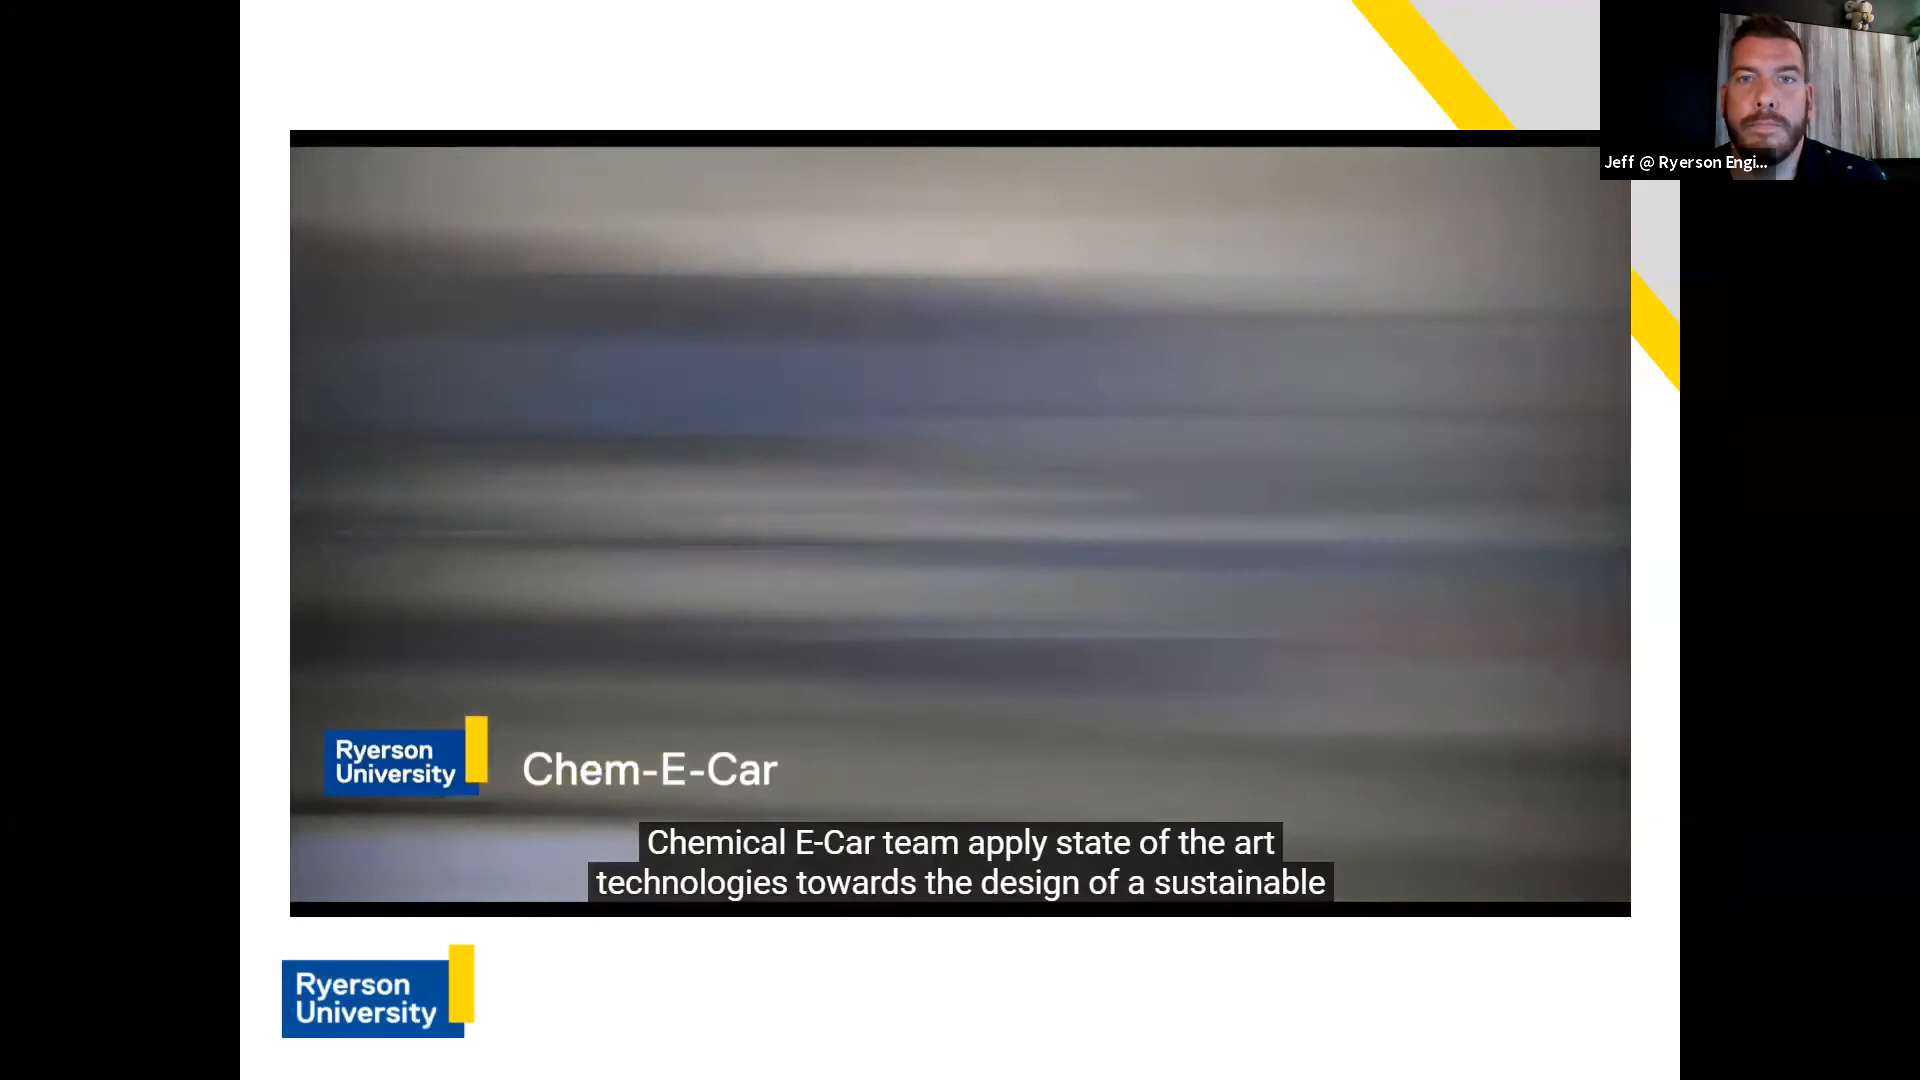 Jeff @ Ryerson Engi...
Ryerson
University
Chem-E-Car
Chemical E-Car team apply state of the art
technologies towards the design of a sustainable
Ryerson
University